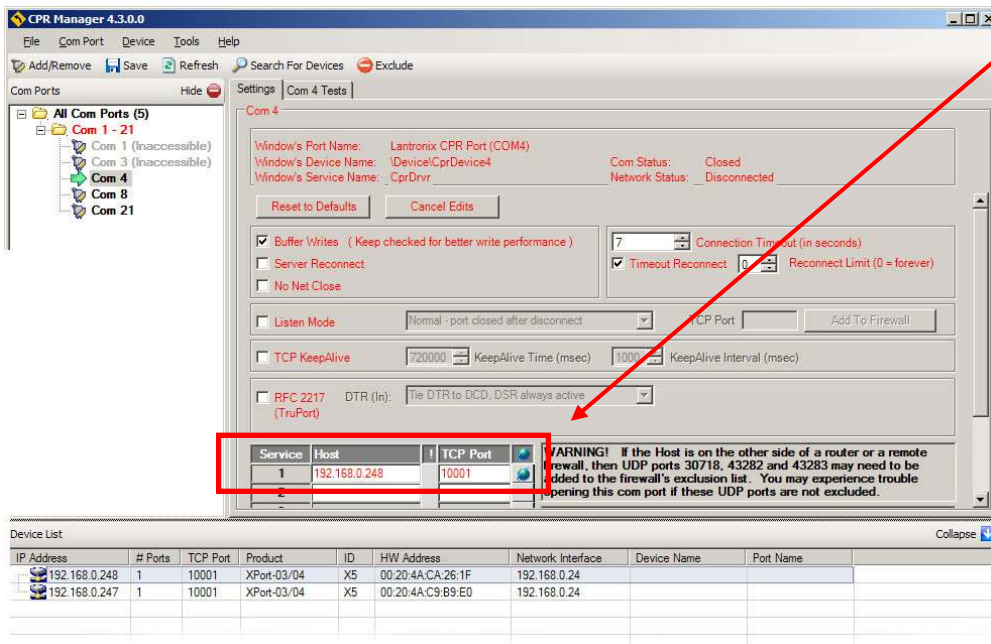 CPR Manager 4.3.0.0
File Com Port Device Tools Help
Add/Remove Save Refresh Search For Devices Exclude
Com Ports Hide
All Com Ports (5)
Com 1 - 21
Com 1 (Inaccessible)
Com 3 (Inaccessible)
Com 4
Com 8
Com 21
Settings Com 4 Tests
Com 4
Window's Port Name: Lantronix CPR Port (COM4)
Window's Device Name: \Device\CprDevice4 Com Status: Closed
Window's Service Name: CprDrvr Network Status: Disconnected
Reset to Defaults Cancel Edits
Buffer Writes ( Keep checked for better write performance ) 7 Connection Timeout (in seconds)
Server Reconnect Timeout Reconnect 0 Reconnect Limit (0 = forever)
No Net Close
Listen Mode Normal - port closed after disconnect TCP Port Add To Firewall
TCP KeepAlive 720000 KeepAlive Time (msec) 1000 KeepAlive Interval (msec)
RFC 2217 DTR (In): Tie DTR to DCD, DSR always active
(TruPort)
Service Host ! TCP Port
1 192.168.0.248 10001
2
WARNING! If the Host is on the
other side of a router or a remote
firewall, then UDP ports 30718, 43282 and 43283 may need to be
added to the firewall's exclusion list. You may experience trouble
opening this com port if these UDP ports are not excluded.
Device List Collapse
IP Address # Ports TCP Port Product ID HW Address Network Interface Device Name Port Name
192.168.0.248 1 10001 XPort-03/04 X5 00:20:4A:CA:26:1F 192.168.0.24
192.168.0.247 1 10001 XPort-03/04 X5 00:20:4A:C9:B9:E0 192.168.0.24